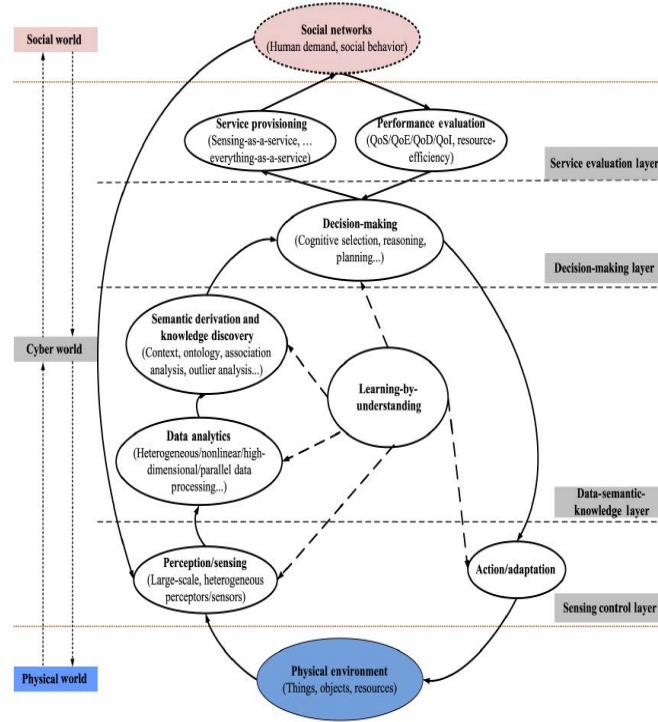 Social networks
(Human demand, social behavior)
Social world
Service provisioning
(Sensing-as-a-service, …
everything-as-a-service)
Performance evaluation
(QoS/QoE/QoD/QoI, resource-
efficiency)
Service evaluation layer
Decision-making
(Cognitive selection, reasoning,
planning...)
Decision-making layer
Semantic derivation and
knowledge discovery
(Context, ontology, association
analysis, outlier analysis...)
Cyber world
Learning-by-
understanding
Data analytics
(Heterogeneous/nonlinear/high-
dimensional/parallel data
processing...)
Data-semantic-
knowledge layer
Perception/sensing
(Large-scale, heterogeneous
perceptors/sensors)
Action/adaptation
Sensing control layer
Physical environment
(Things, objects, resources)
Physical world